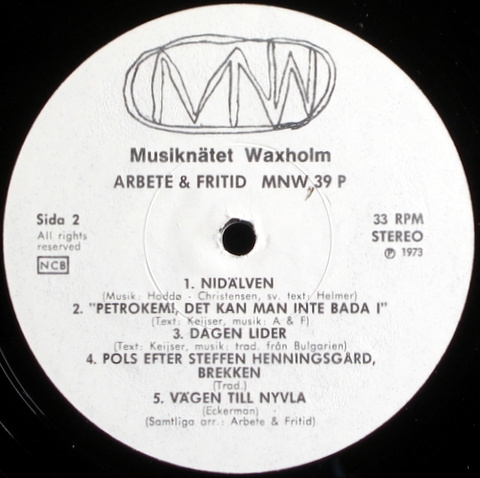 MNW
Musiknätet Waxholm
ARBETE & FRITID MNW 39 P
Side 2
All rights
reserved
NCB
33 RPM
STEREO
Ⓟ 1973
1. NIDÄLVEN
(Musik: Hoddø - Christensen, sv. text: Helmer)
2. "PETROKEMI, DET KAN MAN INTE BADA I"
(Text: Keijser, musik: A & F)
3. DAGEN LIDER
(Text: Keijser, musik: trad. från Bulgarien)
4. POLS EFTER STEFFEN HENNINGSGÅRD,
BREKKEN
(Trad.)
5. VÄGEN TILL NYVLA
(Eckerman)
(Samtliga arr.: Arbete & Fritid)